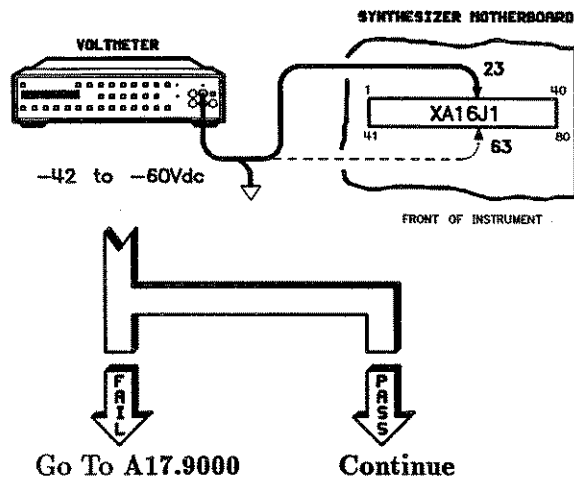 SYNTHESIZER MOTHERBOARD
VOLTMETER
23
1
40
XA16J1
41
80
63
-42 to -60Vdc
FRONT OF INSTRUMENT
FAIL
PASS
Go To A17.9000
Continue